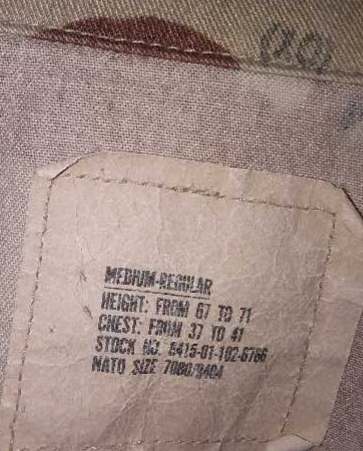 MEDIUM-REGULAR
HEIGHT: FROM 67 TO 71
CHEST: FROM 37 TO 41
STOCK NO. 8415-01-102-6766
NATO SIZE 7080/9404